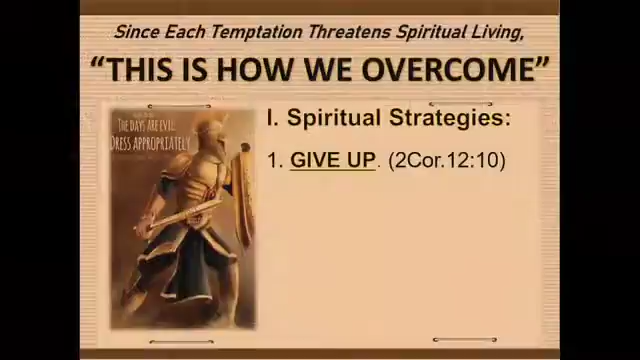 Since Each Temptation Threatens Spiritual Living,
“THIS IS HOW WE OVERCOME”
THE DAYS ARE EVIL.
DRESS APPROPRIATELY
I. Spiritual Strategies:
1. GIVE UP. (2Cor.12:10)